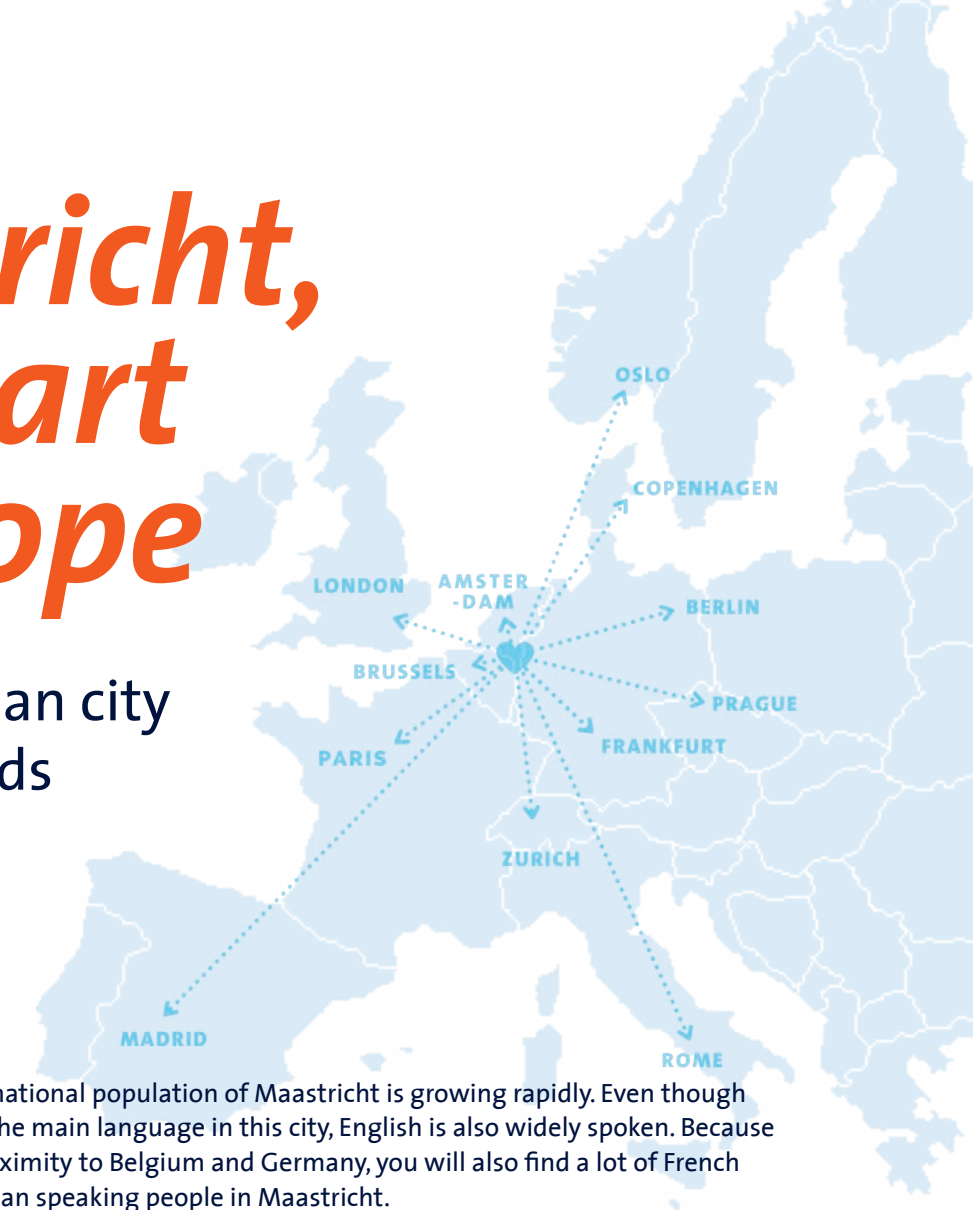 richt,
art
ope
an city
ds
OSLO
COPENHAGEN
LONDON
AMSTER
-DAM
BERLIN
BRUSSELS
PRAGUE
PARIS
FRANKFURT
ZURICH
MADRID
ROME
national population of Maastricht is growing rapidly. Even though
he main language in this city, English is also widely spoken. Because
ximity to Belgium and Germany, you will also find a lot of French
an speaking people in Maastricht.